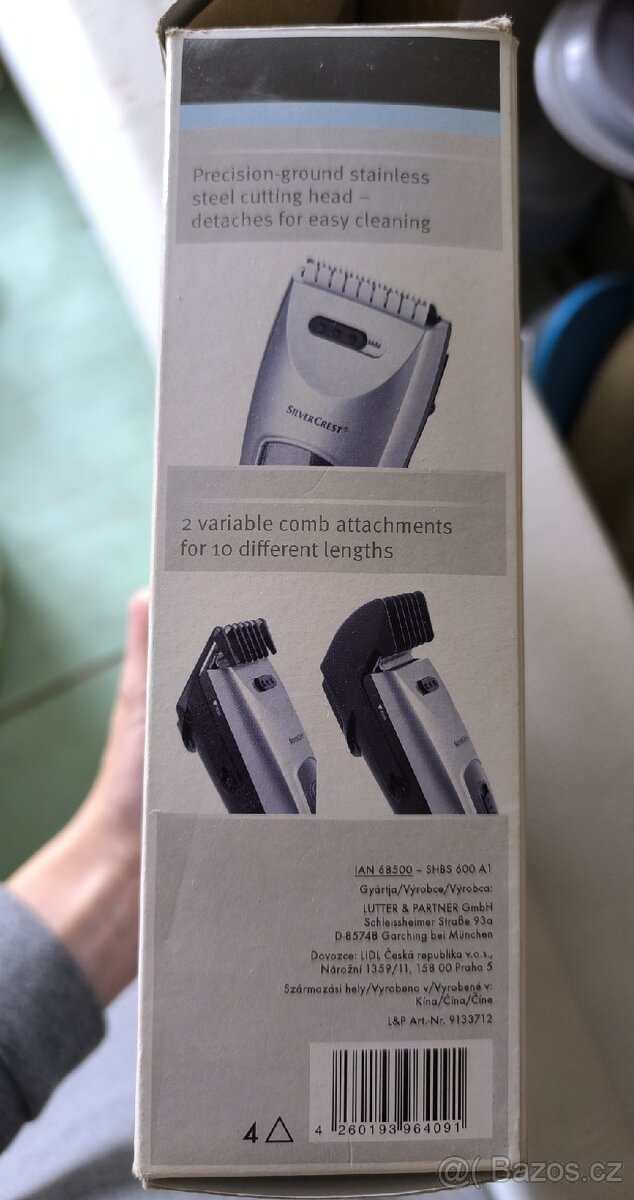 Precision-ground stainless
steel cutting head –
detaches for easy cleaning
SILVERCREST®
2 variable comb attachments
for 10 different lengths
IAN 68500 – SHBS 600 A1
Gyártja/Výrobce/Výrobca:
LUTTER & PARTNER GmbH
Schleissheimer Straße 93a
D-85748 Garching bei München
Dovozce: LIDL Česká republika v.o.s.,
Nárožní 1359/11, 158 00 Praha 5
Származási hely/Vyrobeno v/Vyrobené v:
Kína/Čína/Číne
L&P Art.-Nr. 9133712
4
4 260193 964091
Bazos.cz